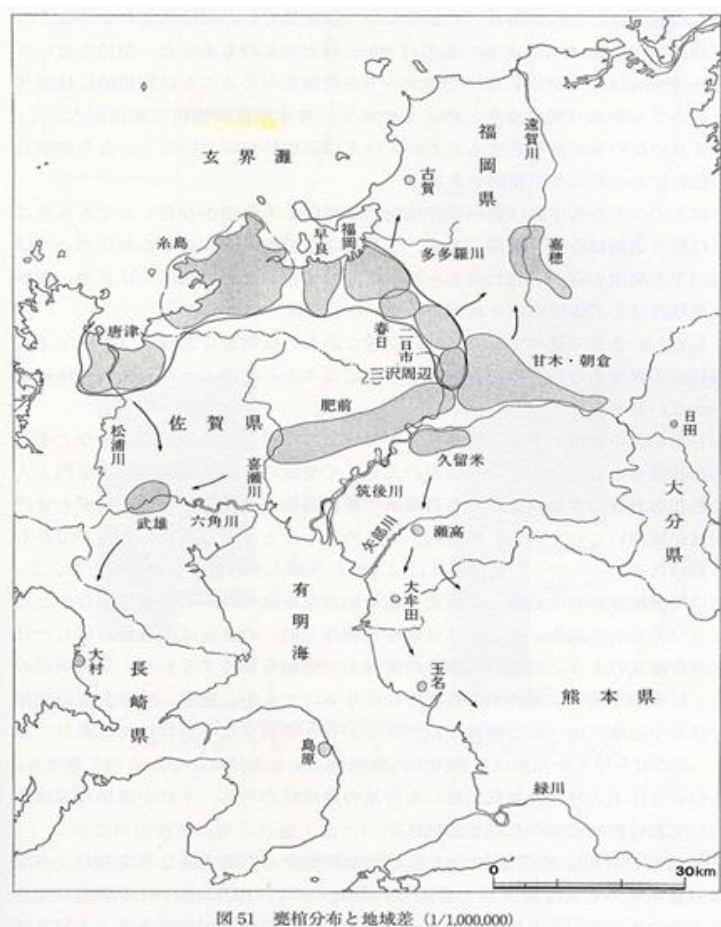 玄界灘
福岡県
遠賀川
古賀
糸島
早良
福岡
多多羅川
嘉穂
唐津
春日
二日市
三沢周辺
甘木・朝倉
肥前
佐賀県
松浦川
日田
喜瀬川
久留米
筑後川
大分県
武雄
六角川
矢部川
瀬高
有明海
大牟田
大村
長崎県
玉名
熊本県
島原
緑川
0
30km
図51 甕棺分布と地域差 (1/1,000,000)